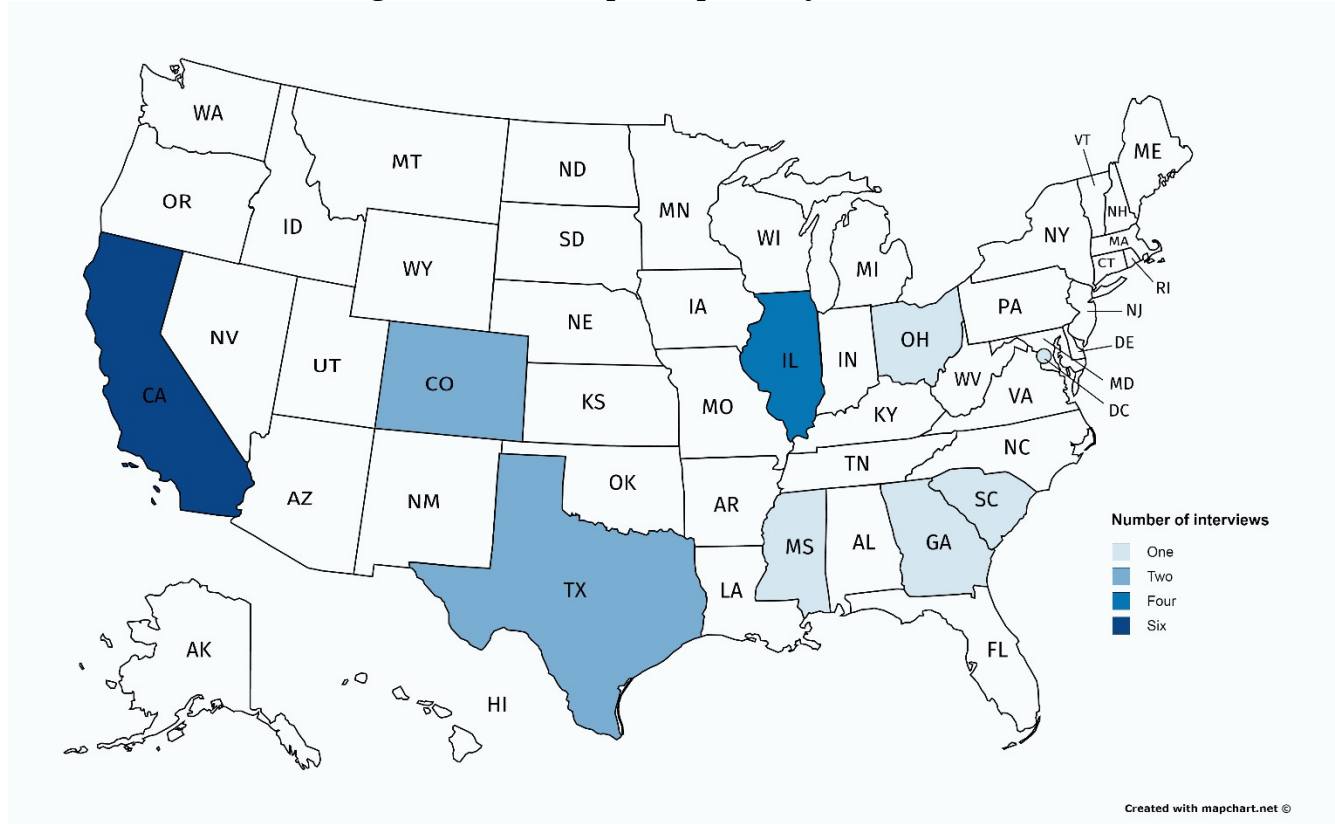 WA
MT
ND
MN
VT
ME
OR
ID
SD
WI
NH
NY
MA
WY
MI
CT
RI
IA
PA
NJ
NV
NE
OH
DE
UT
CO
IL
IN
WV
MD
CA
KS
MO
VA
DC
KY
NC
AZ
NM
OK
TN
AR
SC
MS
AL
GA
TX
LA
FL
AK
HI
Number of interviews
One
Two
Four
Six
Created with mapchart.net ©